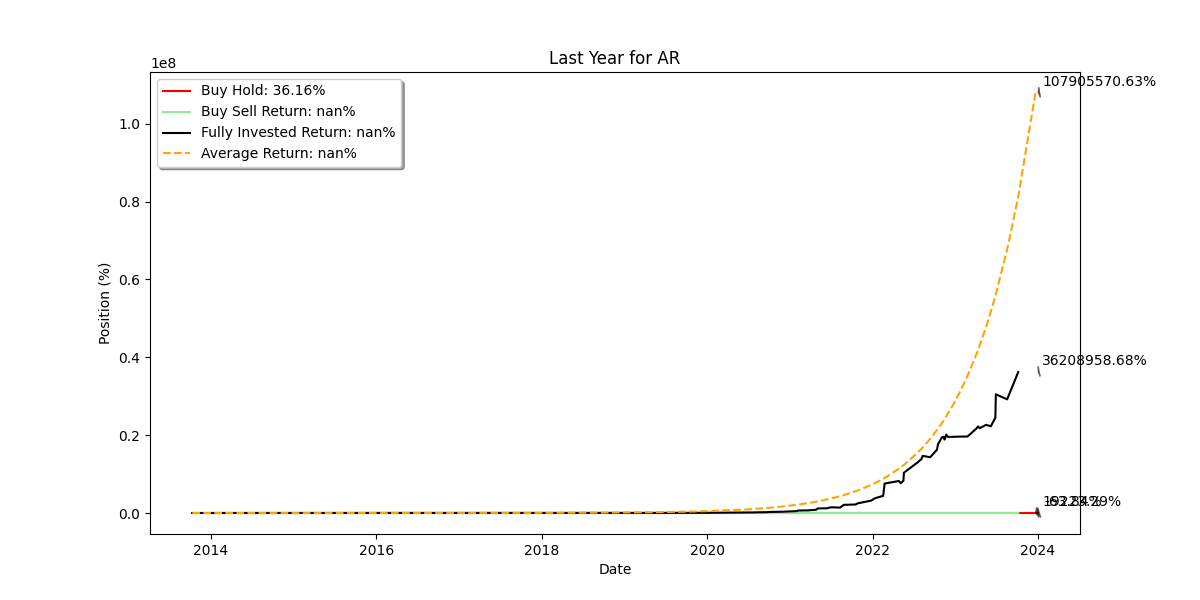 Last Year for AR
1e8
Buy Hold: 36.16%
Buy Sell Return: nan%
Fully Invested Return: nan%
Average Return: nan%
107905570.63%
36208958.68%
1.0
0.8
0.6
0.4
0.2
0.0
Position (%)
2014
2016
2018
2020
2022
2024
Date